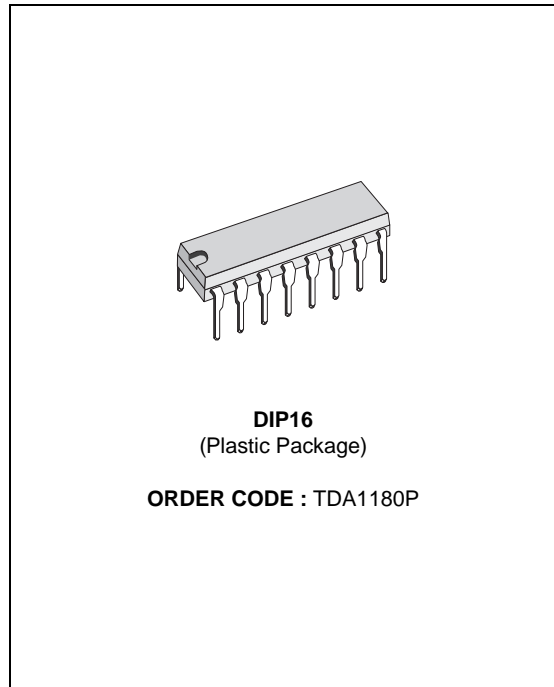 DIP16
(Plastic Package)
ORDER CODE : TDA1180P